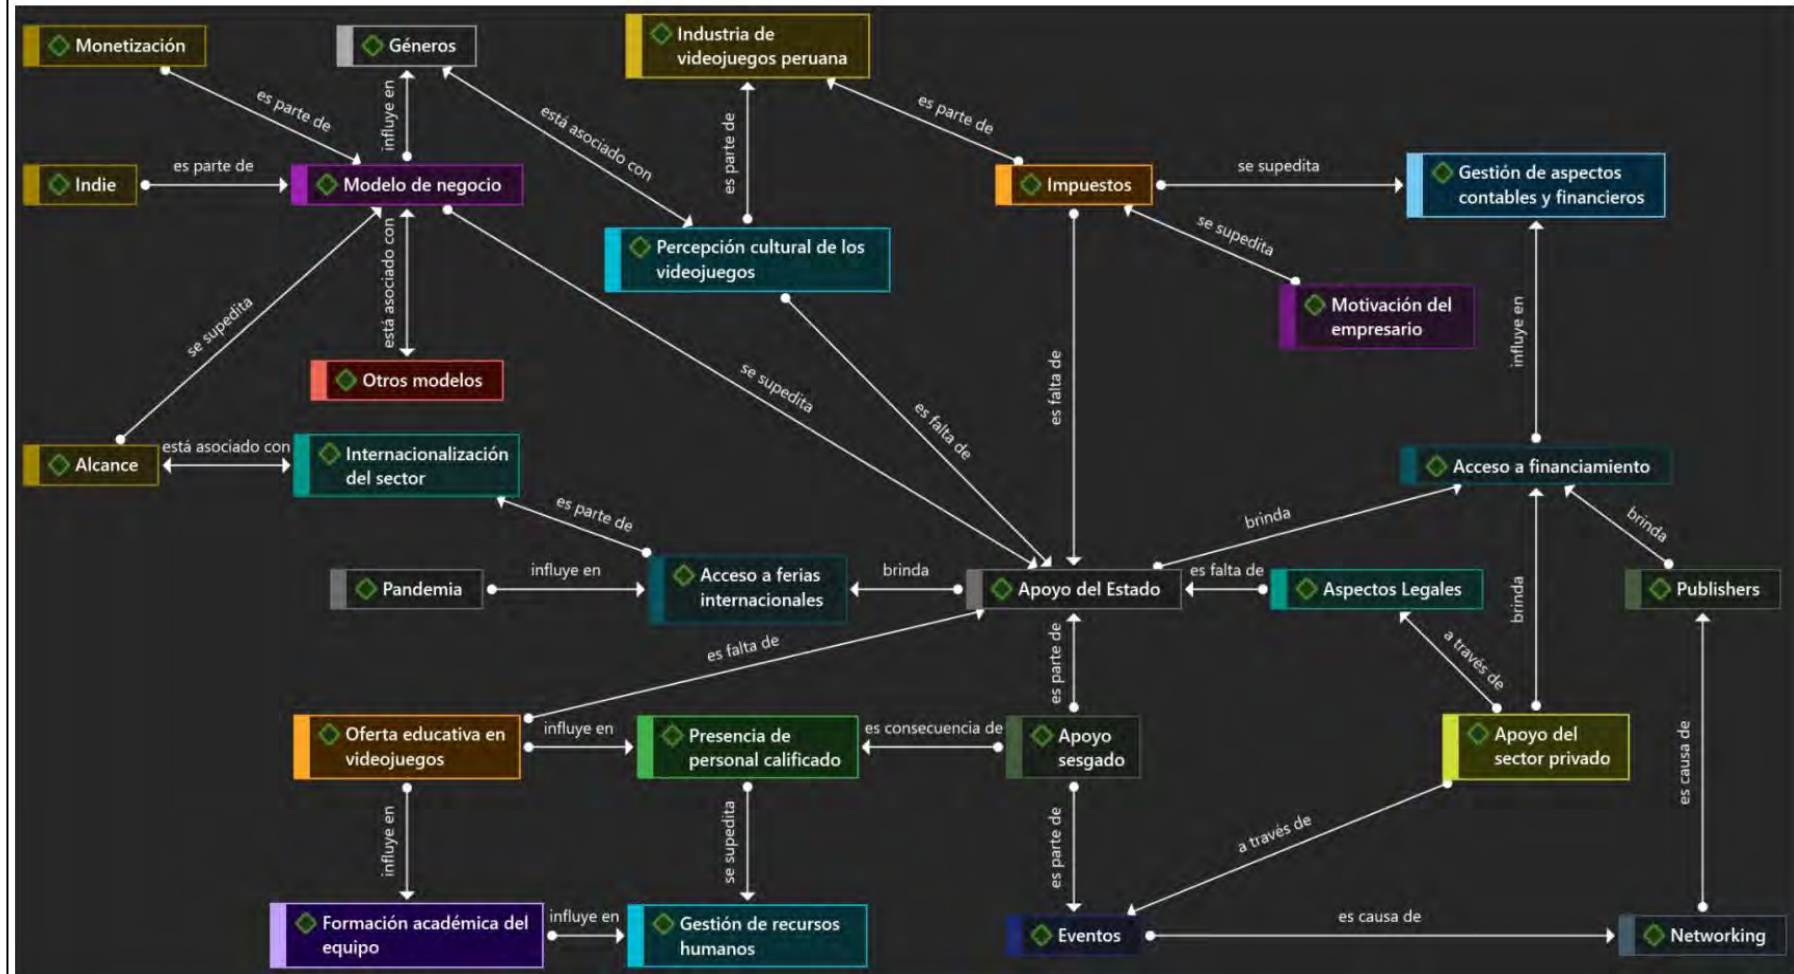 Monetización
Géneros
Industria de
videojuegos peruana
es parte de
influye en
está asociado con
es parte de
es parte de
Indie
es parte de
Modelo de negocio
Impuestos
se supedita
Gestión de aspectos
contables y financieros
Percepción cultural de los
videojuegos
se supedita
Motivación del
empresario
está asociado con
se supedita
Otros modelos
se supedita
es falta de
es falta de
influye en
Alcance
está asociado con
Internacionalización
del sector
Acceso a financiamiento
es parte de
brinda
brinda
brinda
Pandemia
influye en
Acceso a ferias
internacionales
brinda
Apoyo del Estado
es falta de
Aspectos Legales
Publishers
es falta de
es parte de
a través de
Oferta educativa en
videojuegos
influye en
Presencia de
personal calificado
es consecuencia de
Apoyo
sesgado
Apoyo del
sector privado
es causa de
influye en
se supedita
es parte de
a través de
Formación académica del
equipo
influye en
Gestión de recursos
humanos
Eventos
es causa de
Networking